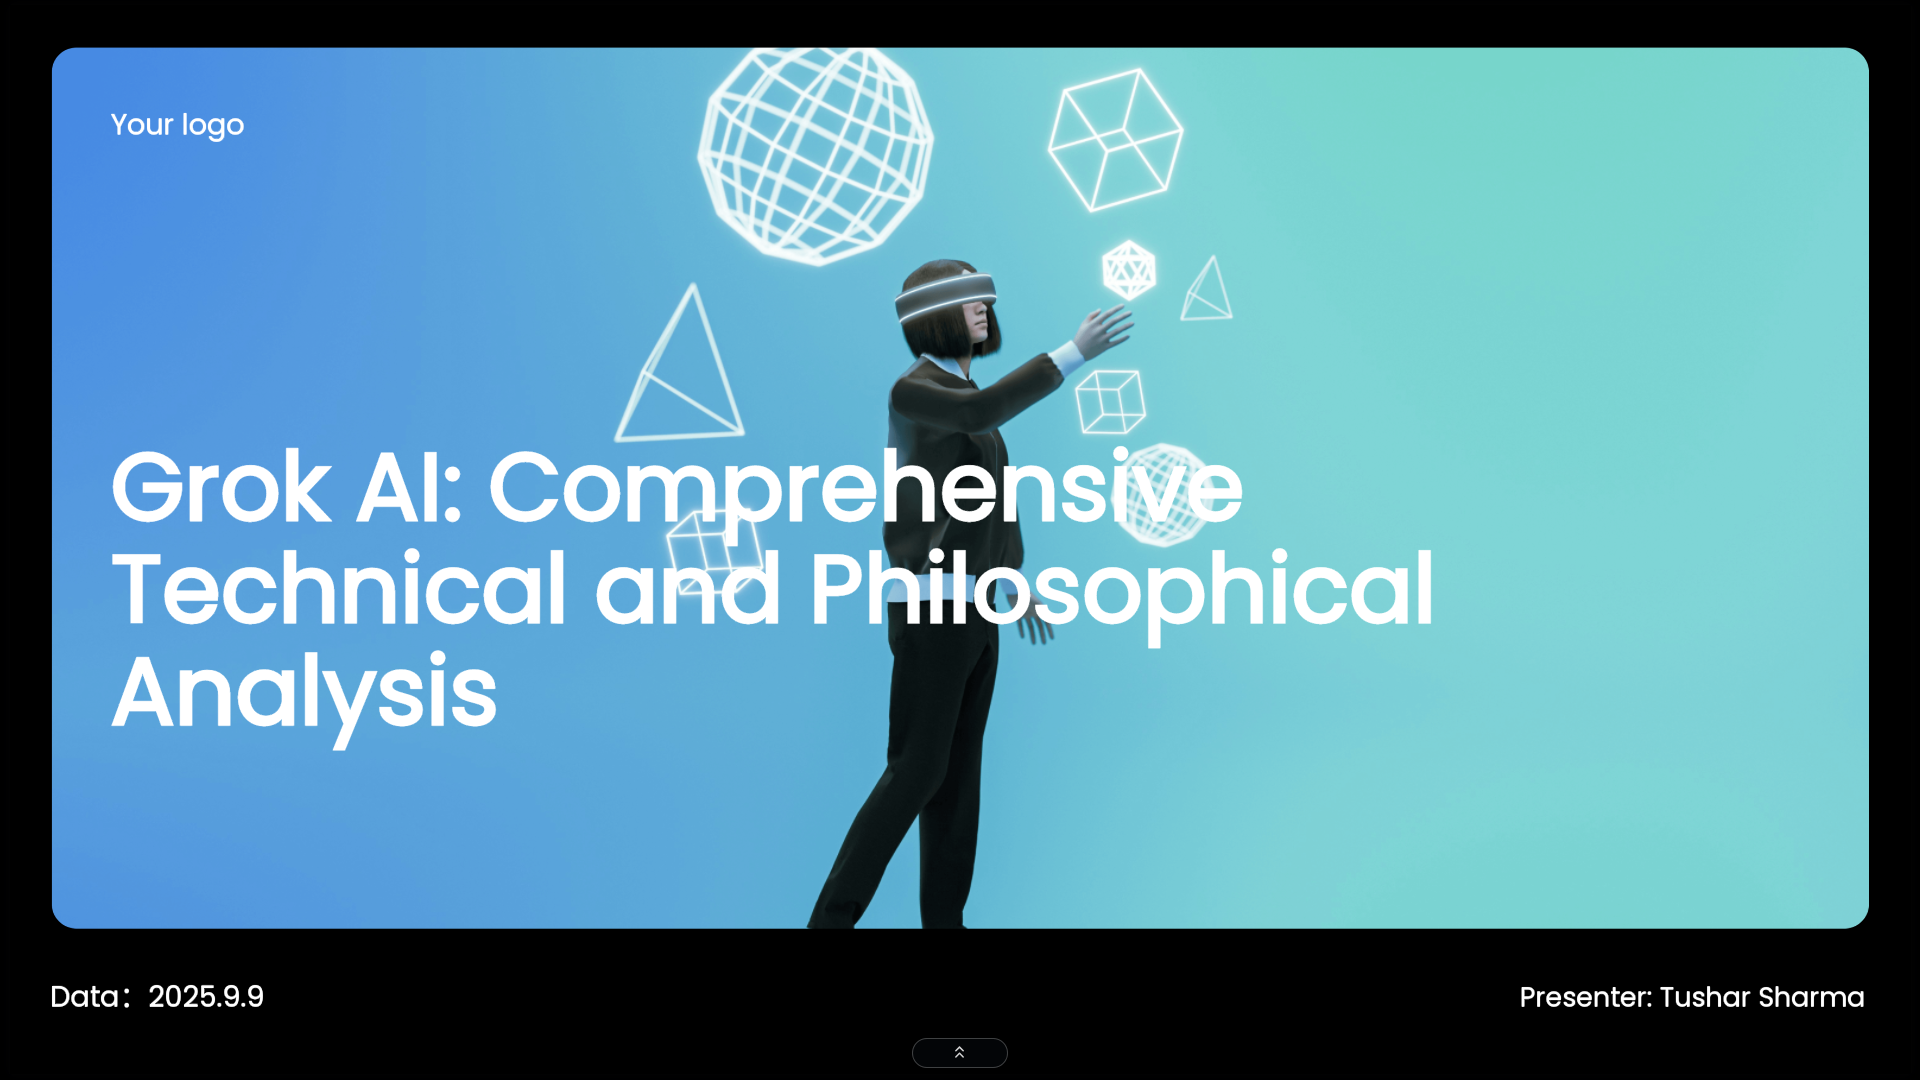 Your logo
Grok AI: Comprehensive
Technical and Philosophical
Analysis
Data：2025.9.9
Presenter: Tushar Sharma